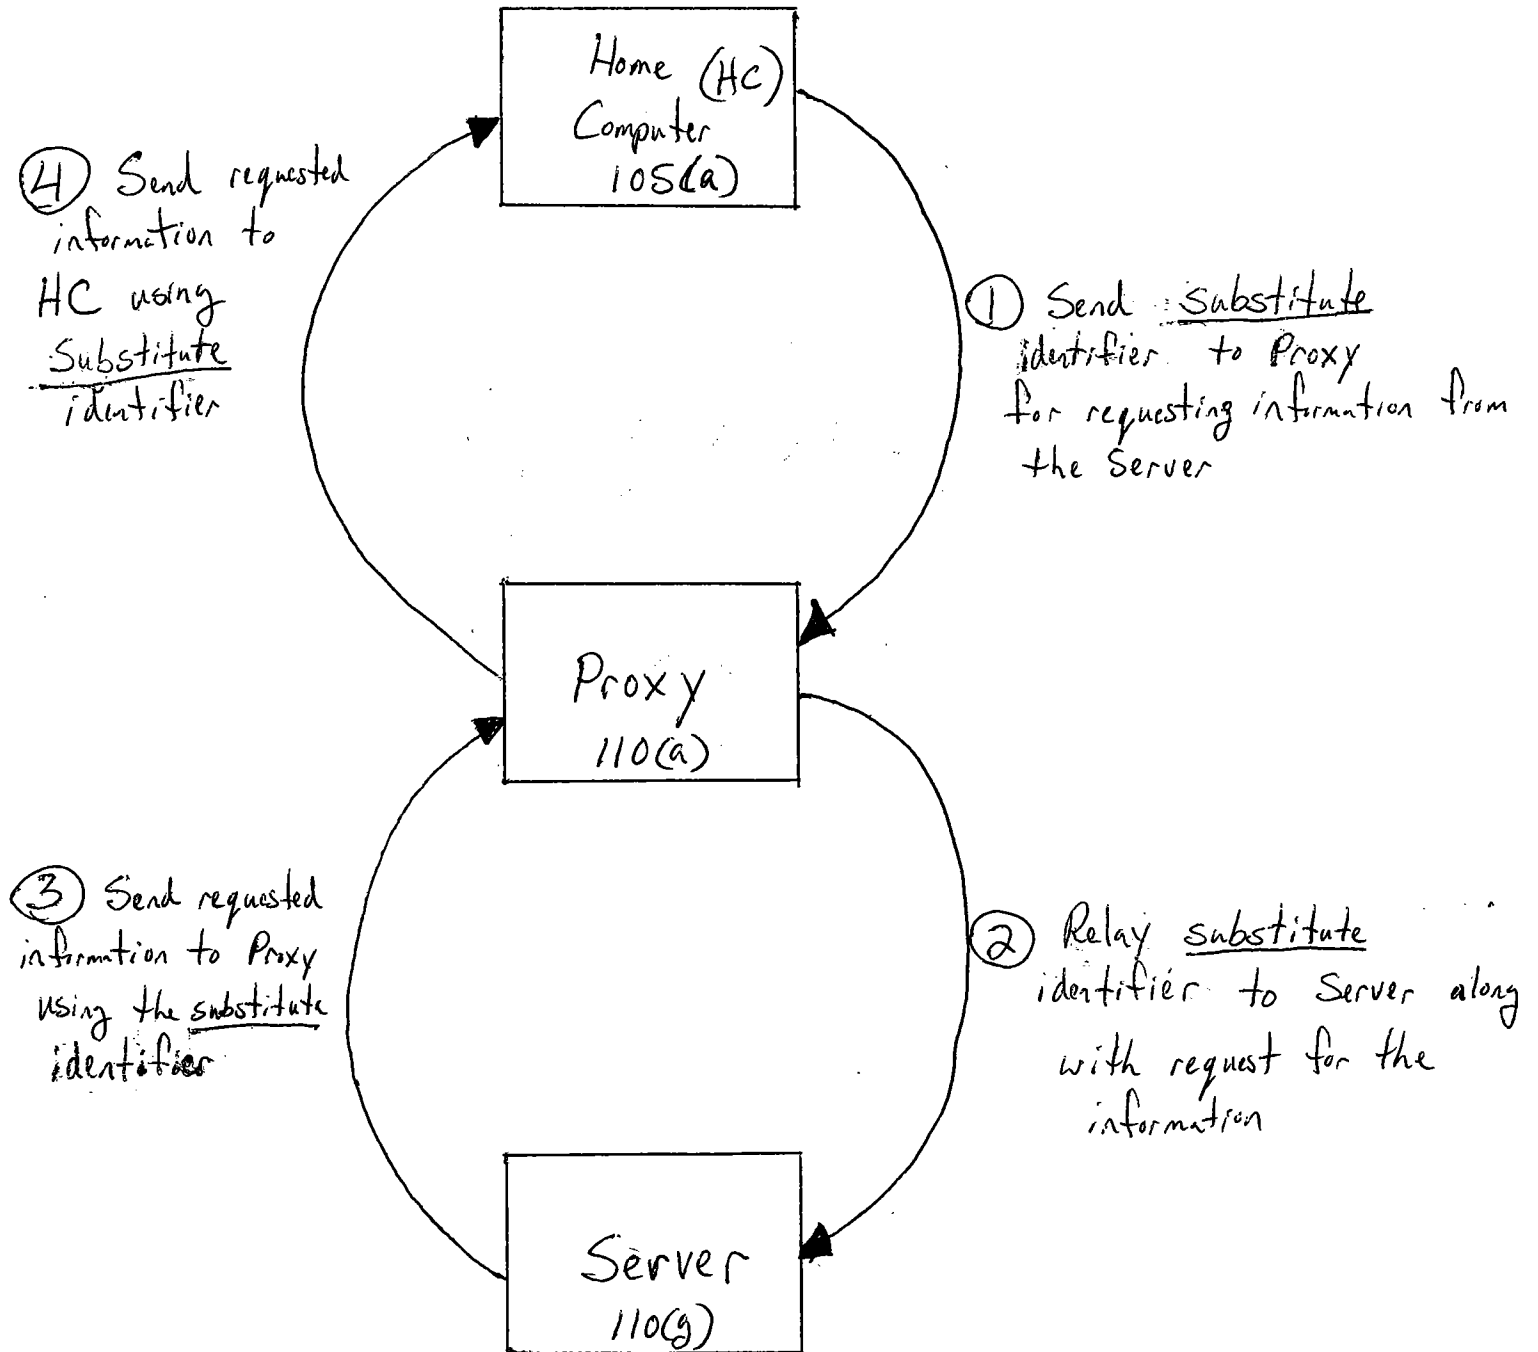 Home (HC)
Computer
105(a)
④ Send requested
information to
HC using
Substitute
identifier
① Send substitute
identifier to Proxy
for requesting information from
the Server
Proxy
110(a)
③ Send requested
information to Proxy
using the substitute
identifier
② Relay substitute
identifier to Server along
with request for the
information
Server
110(g)